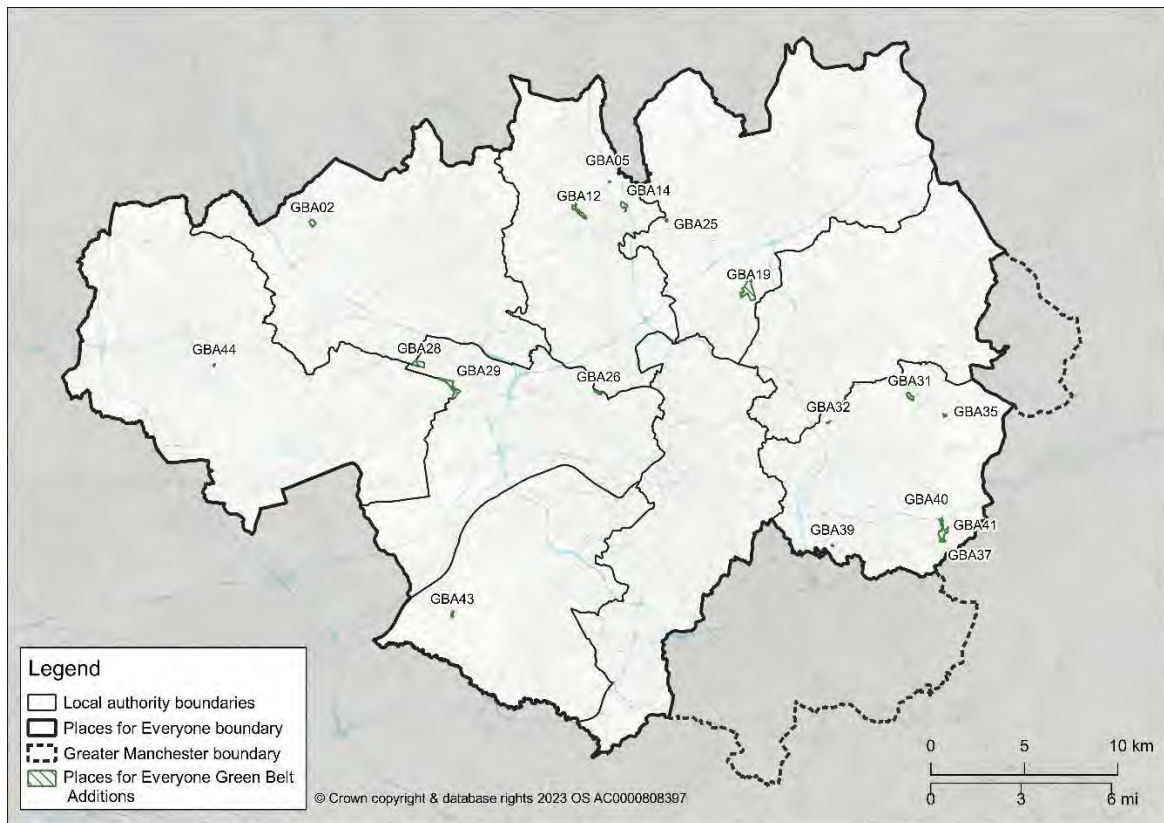 GBA05
GBA12
GBA14
GBA02
GBA25
GBA19
GBA44
GBA28
GBA29
GBA26
GBA31
GBA32
GBA35
GBA40
GBA41
GBA39
GBA37
GBA43
Legend
Local authority boundaries
Places for Everyone boundary
Greater Manchester boundary
Places for Everyone Green Belt
Additions
© Crown copyright & database rights 2023 OS AC0000808397
0 5 10 km
0 3 6 mi